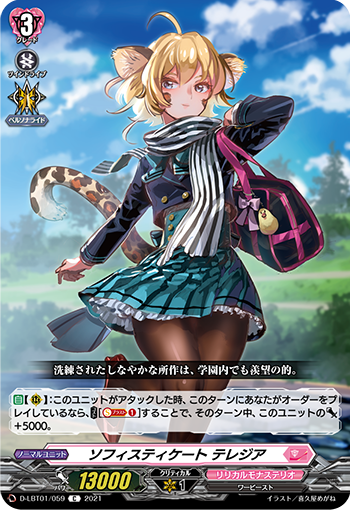 3
グレード
ツインドライブ
ペルソナライド
洗練されたしなやかな所作は、学園内でも羨望の的。
自【(V)】:このユニットがアタックした時、このターンにあなたがオーダーをプレイしているなら、【ソウルブラスト1】することで、そのターン中、このユニットの
+5000。
ノーマルユニット
ソフィスティケート テレジア
パワー 13000
クリティカル
1
リリカルモナステリオ
ワービースト
D-LBT01/059 C 2021
イラスト/喜久屋めがね